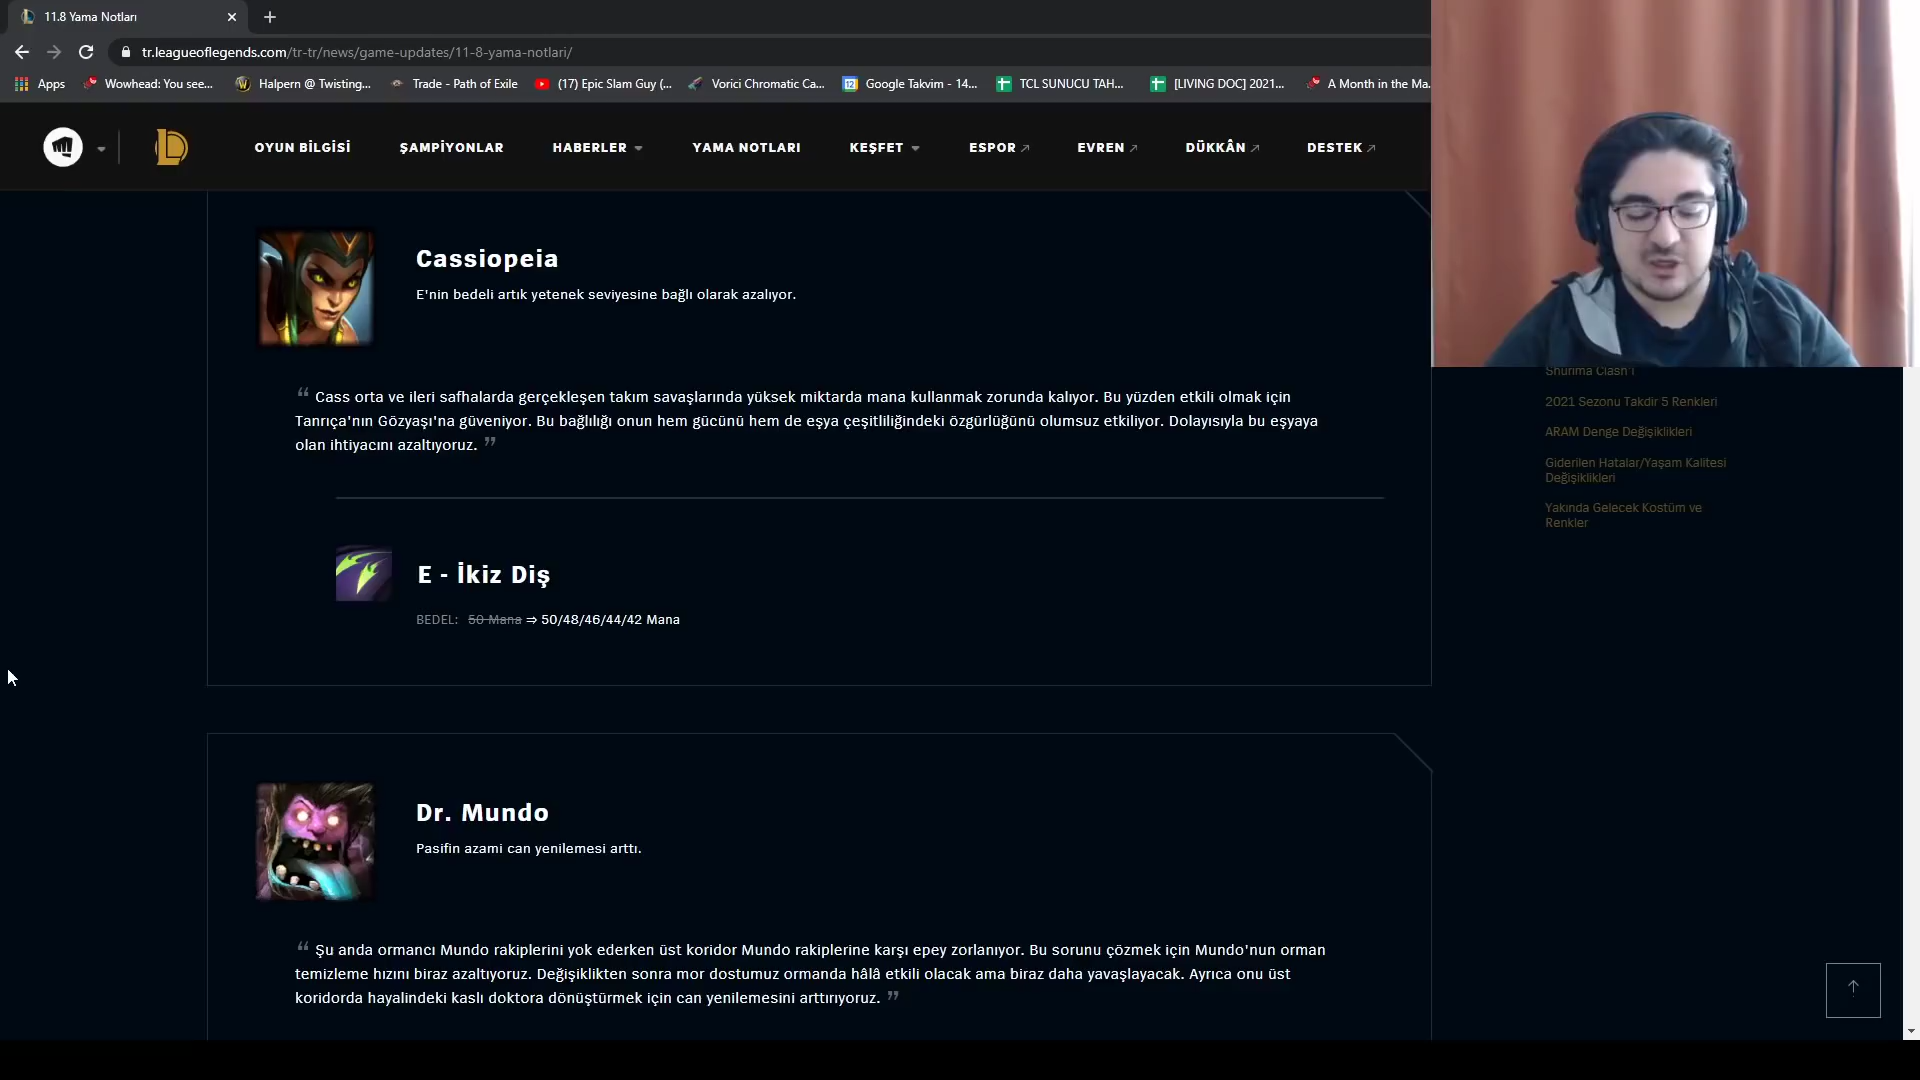 11.8 Yama Notları
tr.leagueoflegends.com/tr-tr/news/game-updates/11-8-yama-notlari/
Apps Wowhead: You see... Halpern @ Twisting... Trade - Path of Exile (17) Epic Slam Guy (... Vorici Chromatic Ca... Google Takvim - 14... TCL SUNUCU TAH... [LIVING DOC] 2021... A Month in the Ma...
OYUN BİLGİSİ ŞAMPİYONLAR HABERLER YAMA NOTLARI KEŞFET ESPOR EVREN DÜKKÂN DESTEK
Cassiopeia
E'nin bedeli artık yetenek seviyesine bağlı olarak azalıyor.
“ Cass orta ve ileri safhalarda gerçekleşen takım savaşlarında yüksek miktarda mana kullanmak zorunda kalıyor. Bu yüzden etkili olmak için
Tanrıça'nın Gözyaşı'na güveniyor. Bu bağlılığı onun hem gücünü hem de eşya çeşitliliğindeki özgürlüğünü olumsuz etkiliyor. Dolayısıyla bu eşyaya
olan ihtiyacını azaltıyoruz. ”
E - İkiz Diş
BEDEL: 50 Mana ⇒ 50/48/46/44/42 Mana
Dr. Mundo
Pasifin azami can yenilemesi arttı.
“ Şu anda ormancı Mundo rakiplerini yok ederken üst koridor Mundo rakiplerine karşı epey zorlanıyor. Bu sorunu çözmek için Mundo'nun orman
temizleme hızını biraz azaltıyoruz. Değişiklikten sonra mor dostumuz ormanda hâlâ etkili olacak ama biraz daha yavaşlayacak. Ayrıca onu üst
koridorda hayalindeki kaslı doktora dönüştürmek için can yenilemesini arttırıyoruz. ”
Shurima Clash'i
2021 Sezonu Takdir 5 Renkleri
ARAM Denge Değişiklikleri
Giderilen Hatalar/Yaşam Kalitesi
Değişiklikleri
Yakında Gelecek Kostüm ve
Renkler